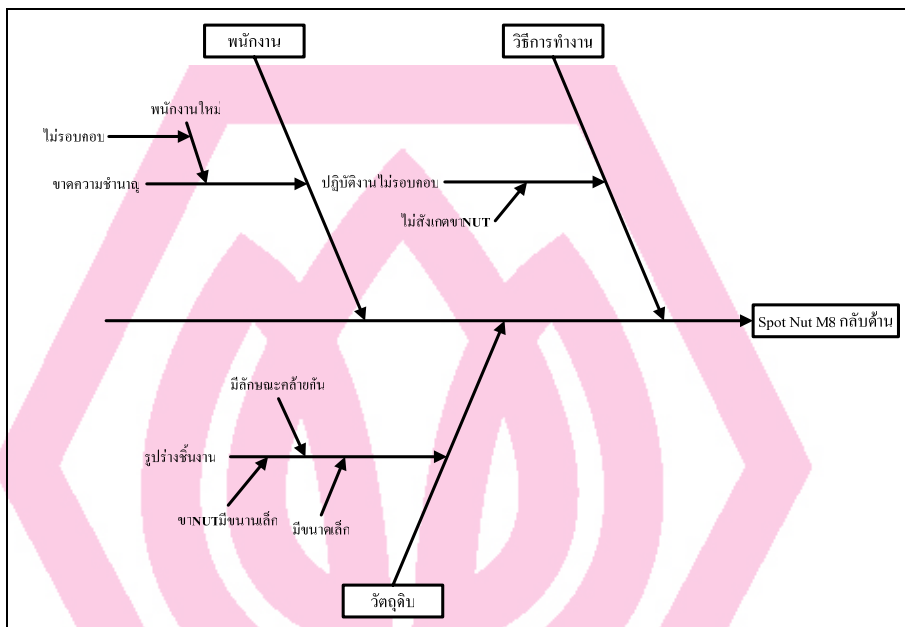 พนักงาน
วิธีการทำงาน
พนักงานใหม่
ไม่รอบคอบ
ขาดความชำนาญ
ปฏิบัติงานไม่รอบคอบ
ไม่สังเกตขาNUT
Spot Nut M8 กลับด้าน
มีลักษณะคล้ายกัน
รูปร่างชิ้นงาน
ขาNUTมีขนานเล็ก
มีขนาดเล็ก
วัตถุดิบ